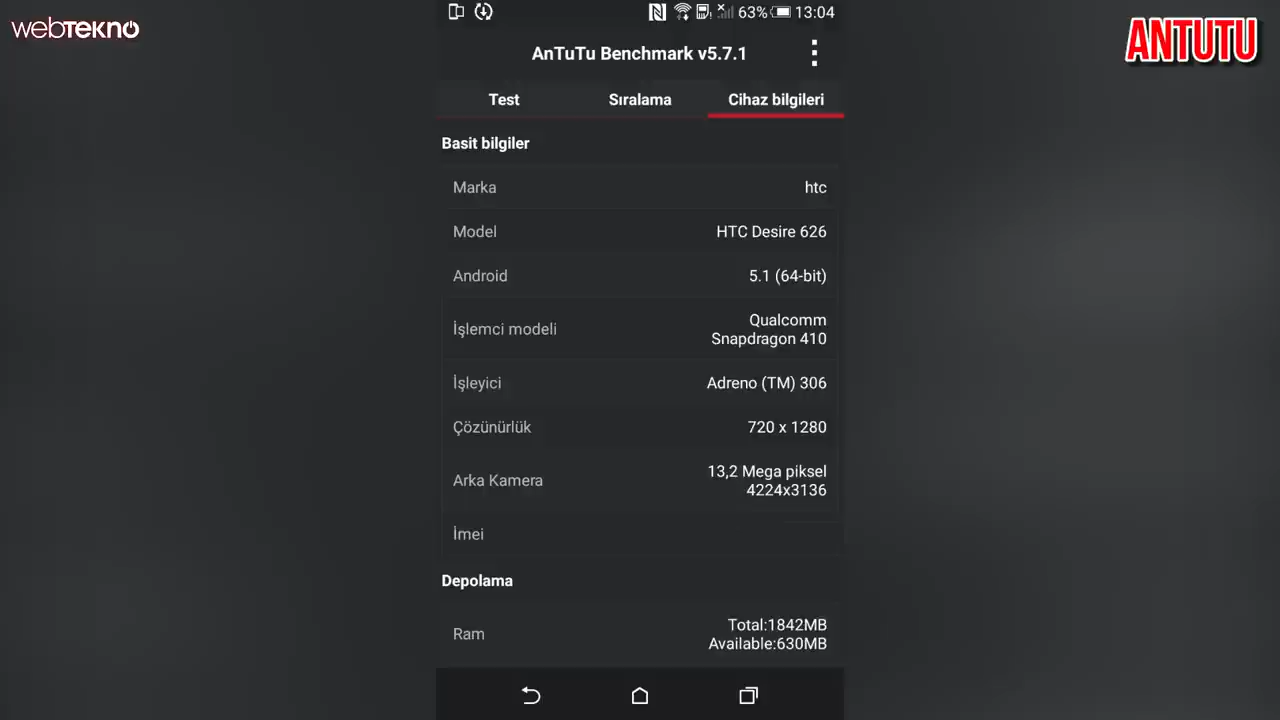 webtekno
ANTUTU
63% 13:04
AnTuTu Benchmark v5.7.1
Test Sıralama Cihaz bilgileri
Basit bilgiler
Marka htc
Model HTC Desire 626
Android 5.1 (64-bit)
İşlemci modeli Qualcomm
Snapdragon 410
İşleyici Adreno (TM) 306
Çözünürlük 720 x 1280
Arka Kamera 13,2 Mega piksel
4224x3136
İmei
Depolama
Ram Total:1842MB
Available:630MB